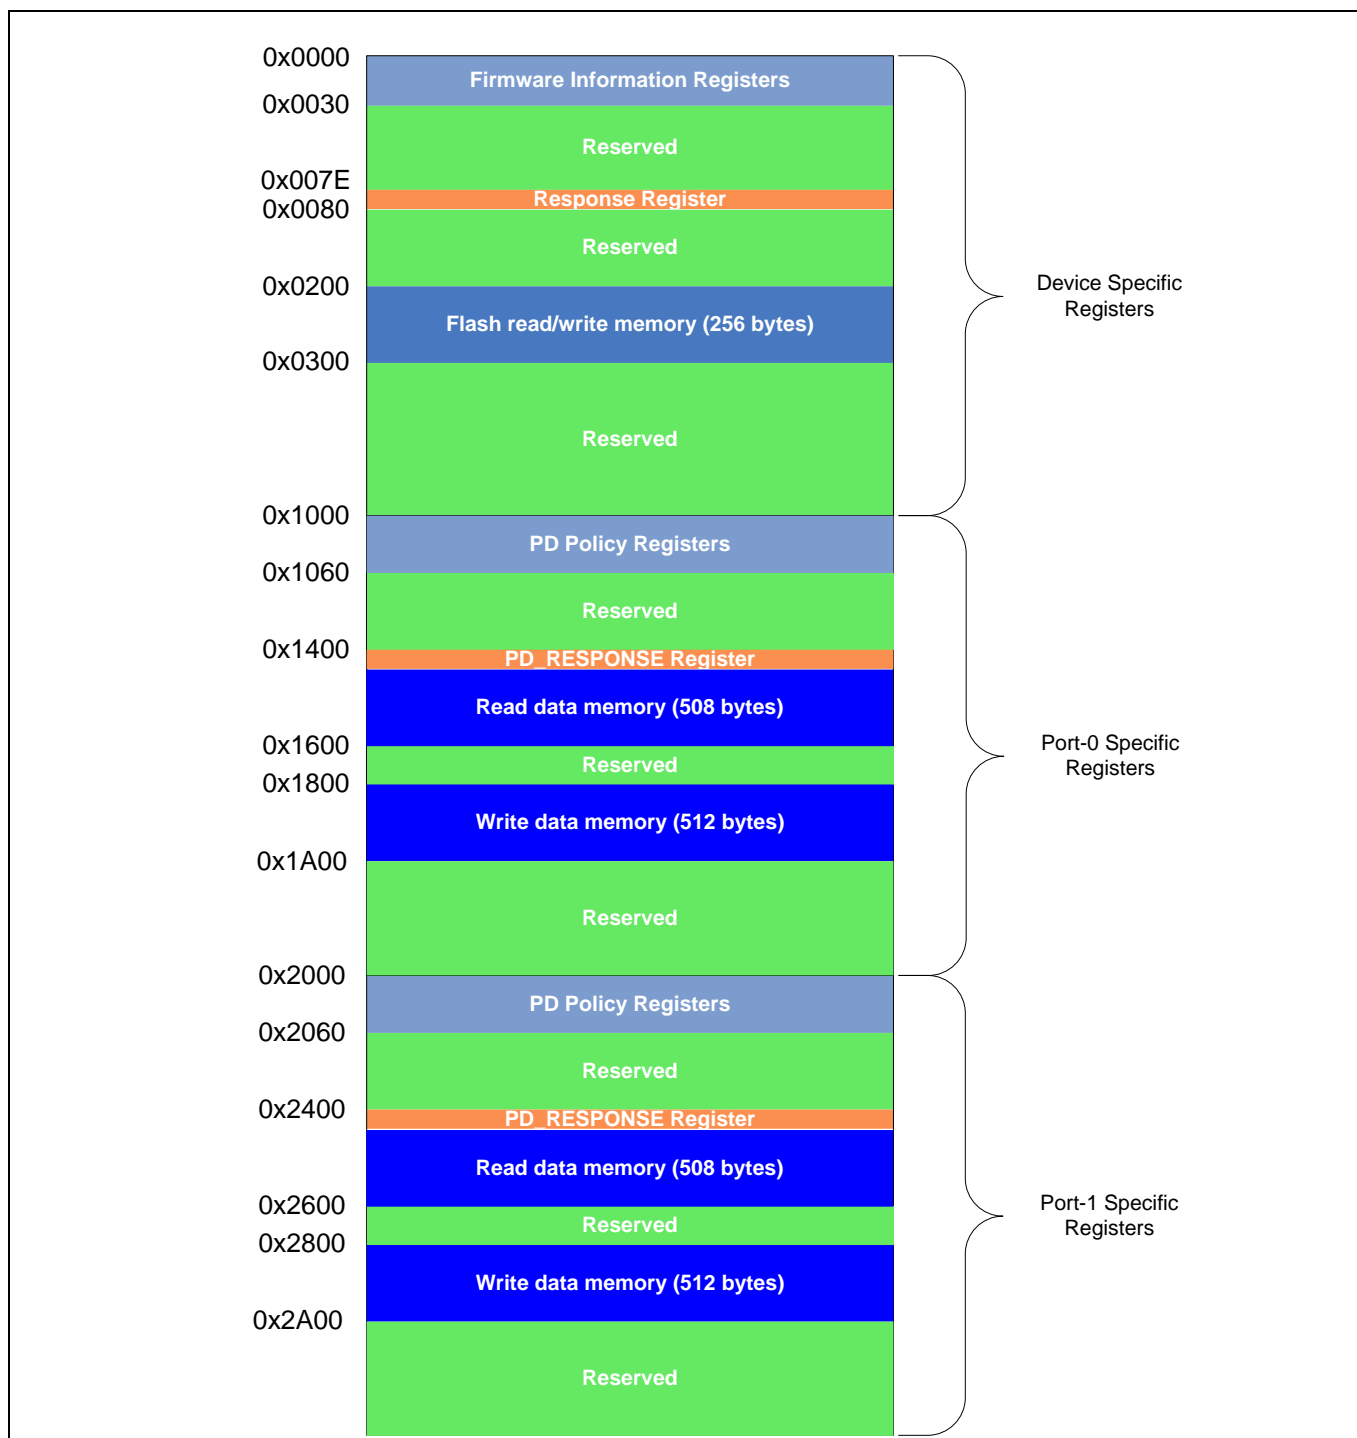 0x0000
Firmware Information Registers
0x0030
Reserved
0x007E
Response Register
0x0080
Reserved
0x0200
Device Specific
Registers
Flash read/write memory (256 bytes)
0x0300
Reserved
0x1000
PD Policy Registers
0x1060
Reserved
0x1400
PD_RESPONSE Register
Read data memory (508 bytes)
0x1600
Port-0 Specific
Registers
Reserved
0x1800
Write data memory (512 bytes)
0x1A00
Reserved
0x2000
PD Policy Registers
0x2060
Reserved
0x2400
PD_RESPONSE Register
Read data memory (508 bytes)
0x2600
Port-1 Specific
Registers
Reserved
0x2800
Write data memory (512 bytes)
0x2A00
Reserved